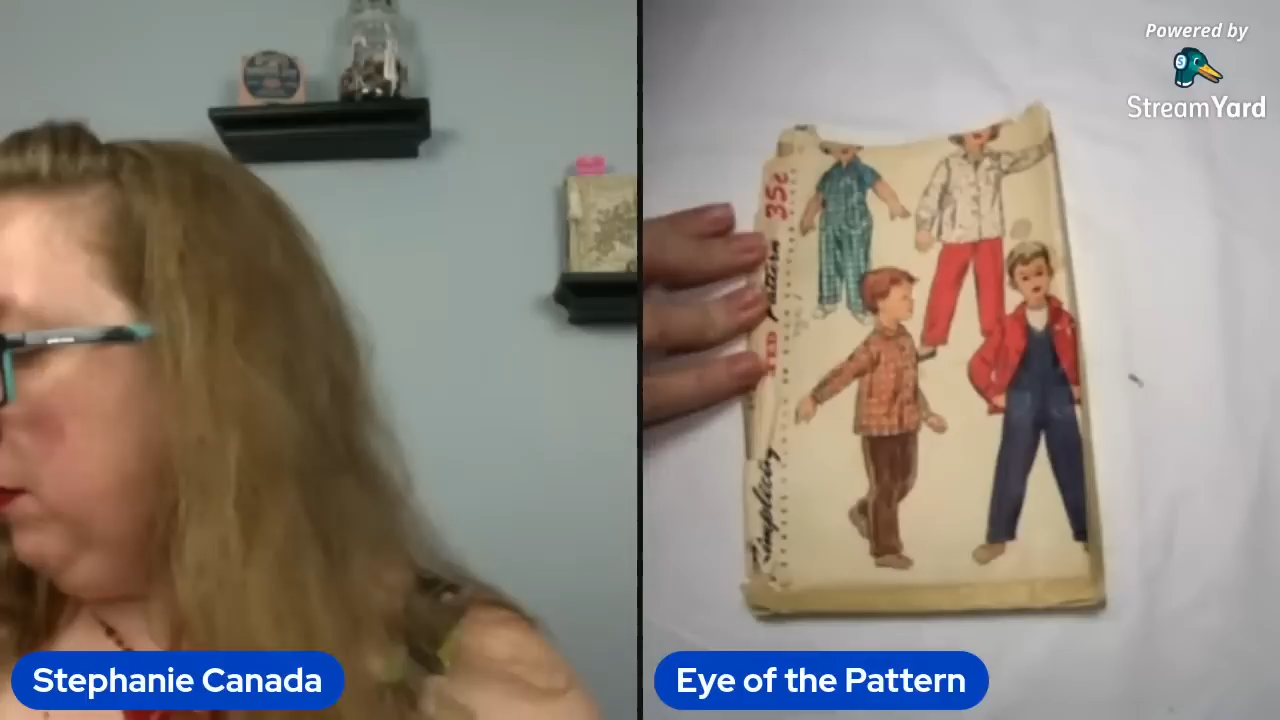 Powered by
StreamYard
35¢
pattern
Simplicity
Stephanie Canada
Eye of the Pattern